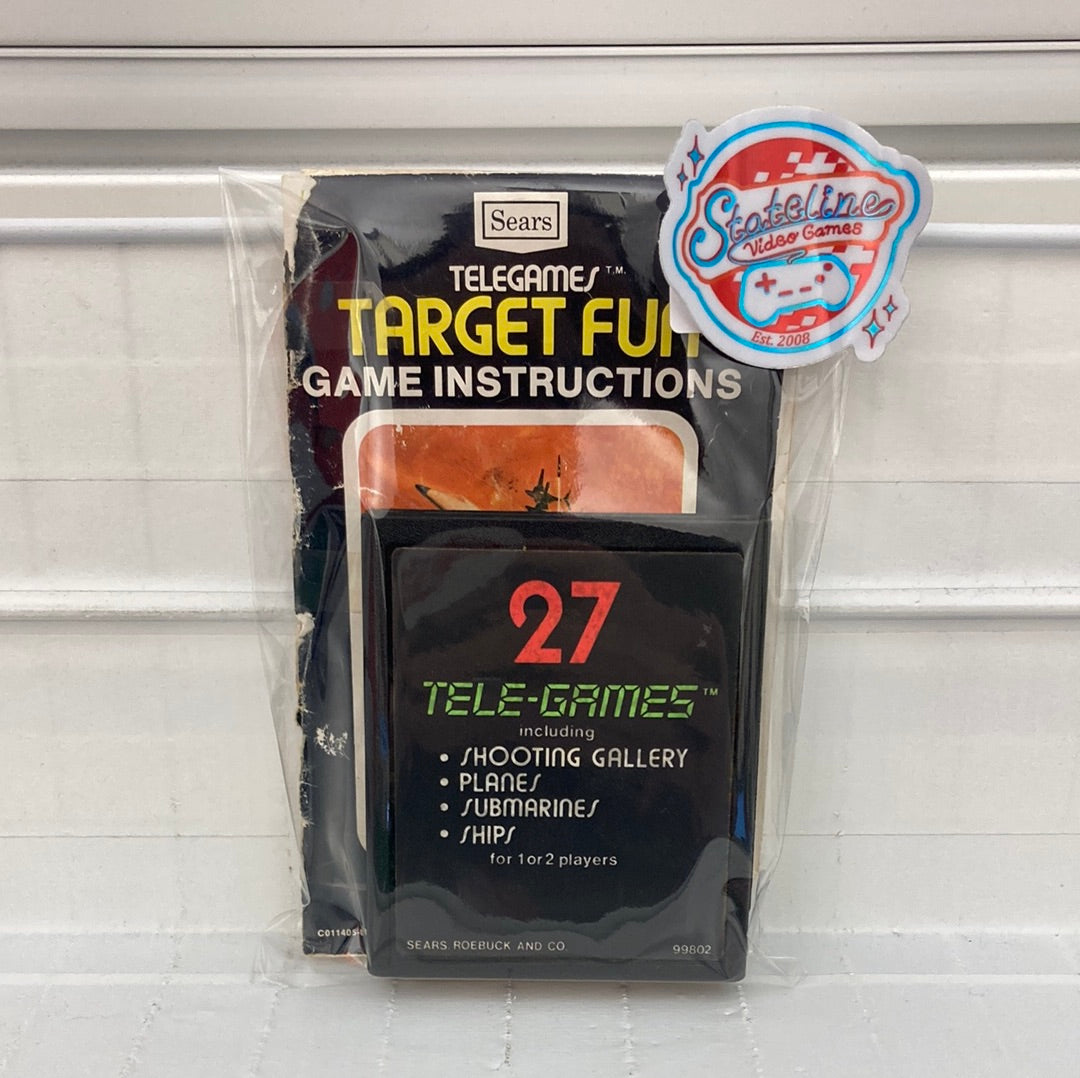 Sears
TELEGAMES T.M.
TARGET FUN
GAME INSTRUCTIONS
Stateline
Video Games
Est. 2008
27
TELE-GAMES™
including
• SHOOTING GALLERY
• PLANES
• SUBMARINES
• SHIPS
for 1 or 2 players
SEARS, ROEBUCK AND CO.
99802